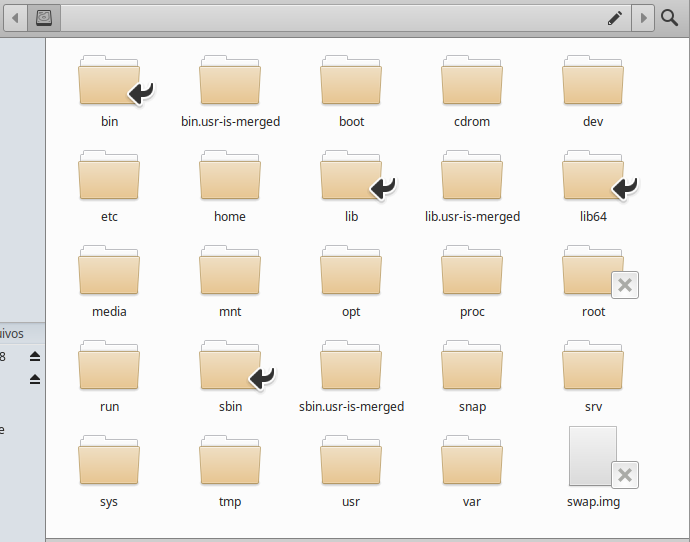 bin bin.usr-is-merged boot cdrom dev
etc home lib lib.usr-is-merged lib64
media mnt opt proc root
uivos
8
run sbin sbin.usr-is-merged snap srv
e
sys tmp usr var swap.img